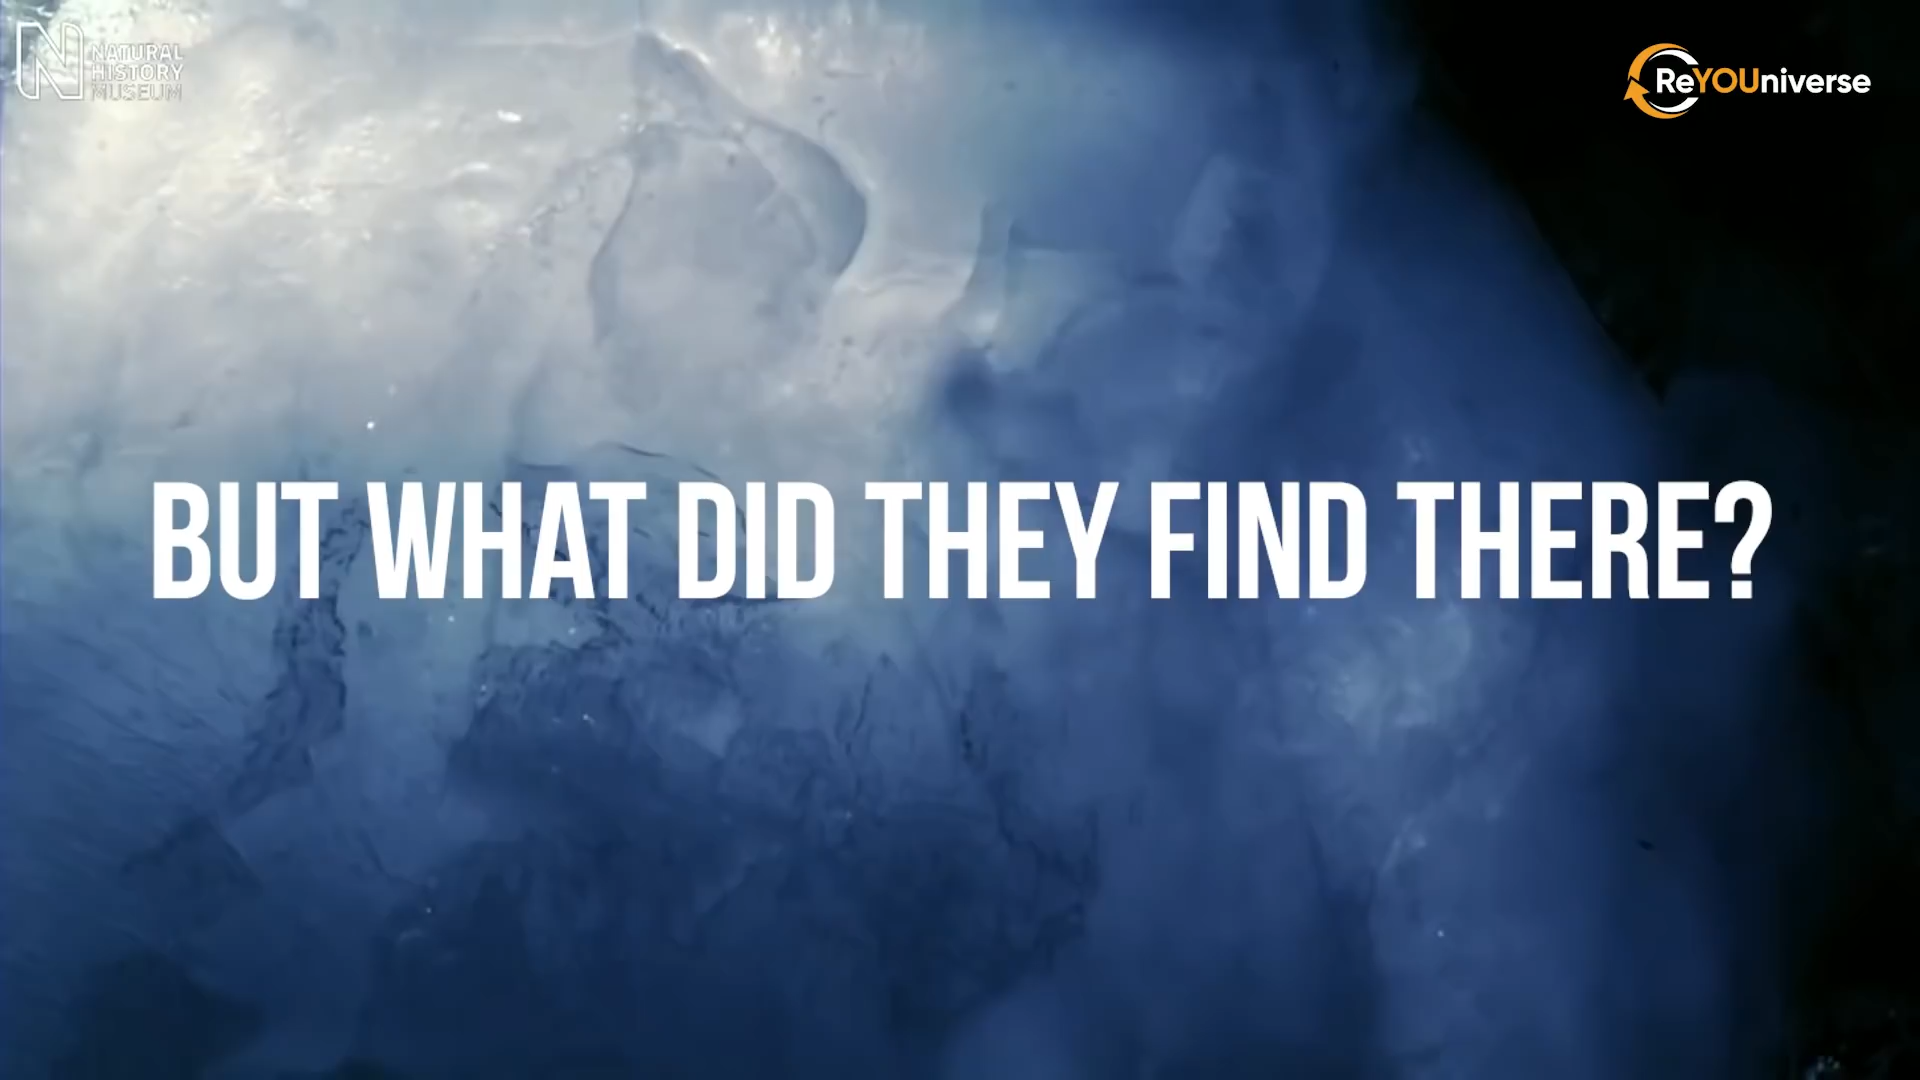 NATURAL
HISTORY
MUSEUM
ReYOUniverse
BUT WHAT DID THEY FIND THERE?